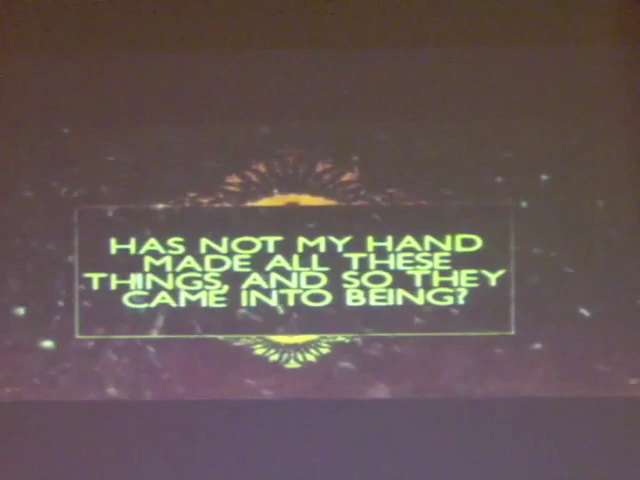 HAS NOT MY HAND
MADE ALL THESE
THINGS, AND SO THEY
CAME INTO BEING?